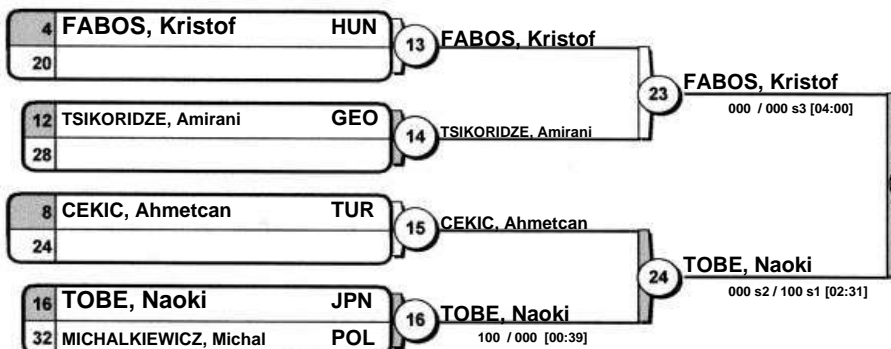 4 FABOS, Kristof HUN
20
13 FABOS, Kristof
12 TSIKORIDZE, Amirani GEO
28
14 TSIKORIDZE, Amirani
23 FABOS, Kristof
000 / 000 s3 [04:00]
8 CEKIC, Ahmetcan TUR
24
15 CEKIC, Ahmetcan
16 TOBE, Naoki JPN
32 MICHALKIEWICZ, Michal POL
16 TOBE, Naoki
100 / 000 [00:39]
24 TOBE, Naoki
000 s2 / 100 s1 [02:31]